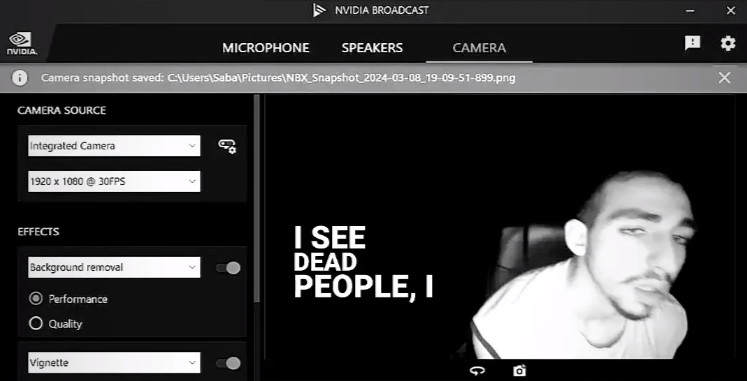 NVIDIA BROADCAST
NVIDIA.
MICROPHONE SPEAKERS CAMERA
Camera snapshot saved: C:\Users\Saba\Pictures\NBX_Snapshot_2024-03-08_19-09-51-899.png
CAMERA SOURCE
Integrated Camera
1920 x 1080 @ 30FPS
EFFECTS
Background removal
Performance
Quality
Vignette
I SEE
DEAD
PEOPLE, I